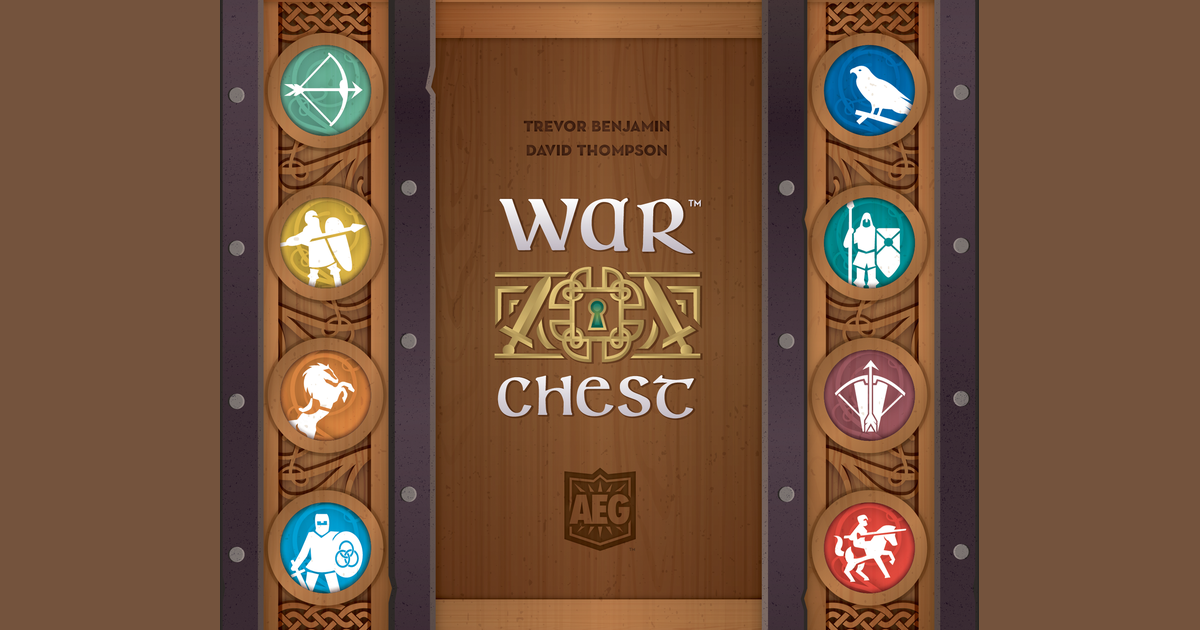 TREVOR BENJAMIN
DAVID THOMPSON
WAR™
CHEST
AEG